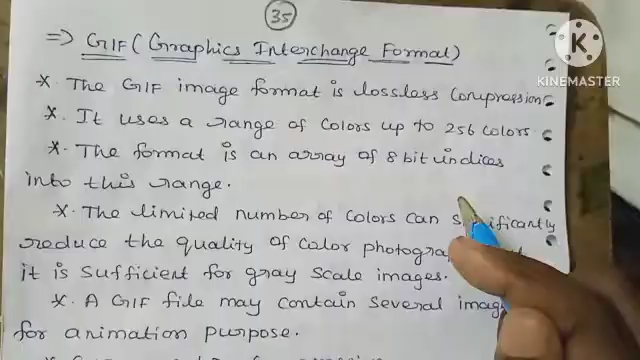 35
⇒ GIF (Graphics Interchange Format)
KINEMASTER
* The GIF image format is lossless compression
* It uses a range of colors up to 256 colors
* The format is an array of 8 bit indices
into this range.
* The limited number of colors can significantly
reduce the quality of color
it is sufficient for gray scale images.
* A GIF file may contain several
for animation purpose.